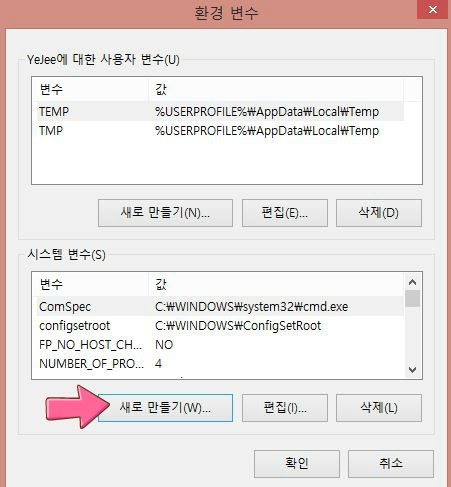 환경 변수
YeJee에 대한 사용자 변수(U)
변수 값
TEMP %USERPROFILE%₩AppData₩Local₩Temp
TMP %USERPROFILE%₩AppData₩Local₩Temp
새로 만들기(N)... 편집(E)... 삭제(D)
시스템 변수(S)
변수 값
ComSpec C:₩WINDOWS₩system32₩cmd.exe
configsetroot C:₩WINDOWS₩ConfigSetRoot
FP_NO_HOST_CH... NO
NUMBER_OF_PRO... 4
새로 만들기(W)... 편집(I)... 삭제(L)
확인 취소